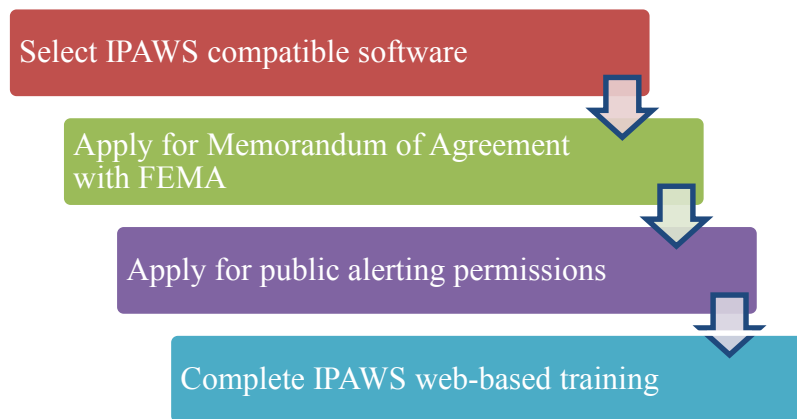 Select IPAWS compatible software
Apply for Memorandum of Agreement
with FEMA
Apply for public alerting permissions
Complete IPAWS web-based training